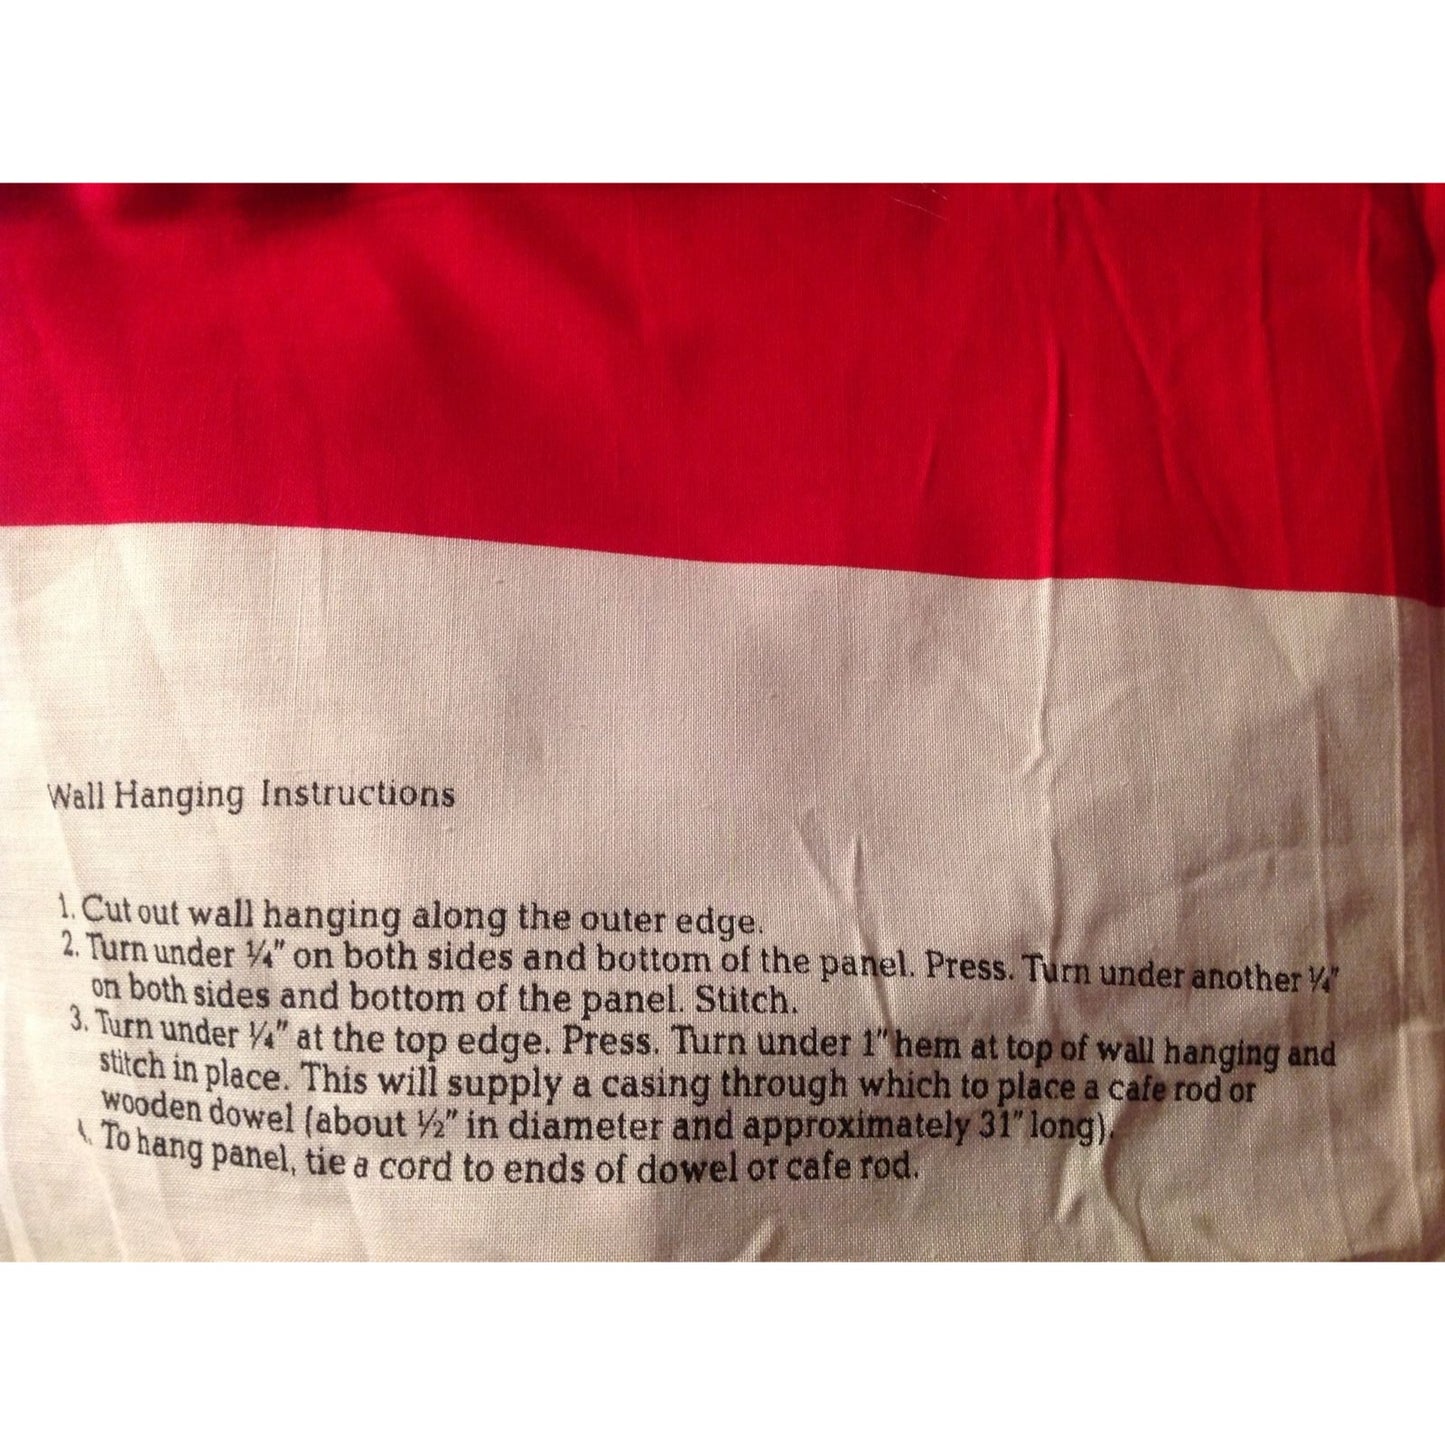 Wall Hanging Instructions
1. Cut out wall hanging along the outer edge.
2. Turn under ¼" on both sides and bottom of the panel. Press. Turn under another ¼"
on both sides and bottom of the panel. Stitch.
3. Turn under ¼" at the top edge. Press. Turn under 1" hem at top of wall hanging and
stitch in place. This will supply a casing through which to place a cafe rod or
wooden dowel (about ½" in diameter and approximately 31" long).
4. To hang panel, tie a cord to ends of dowel or cafe rod.